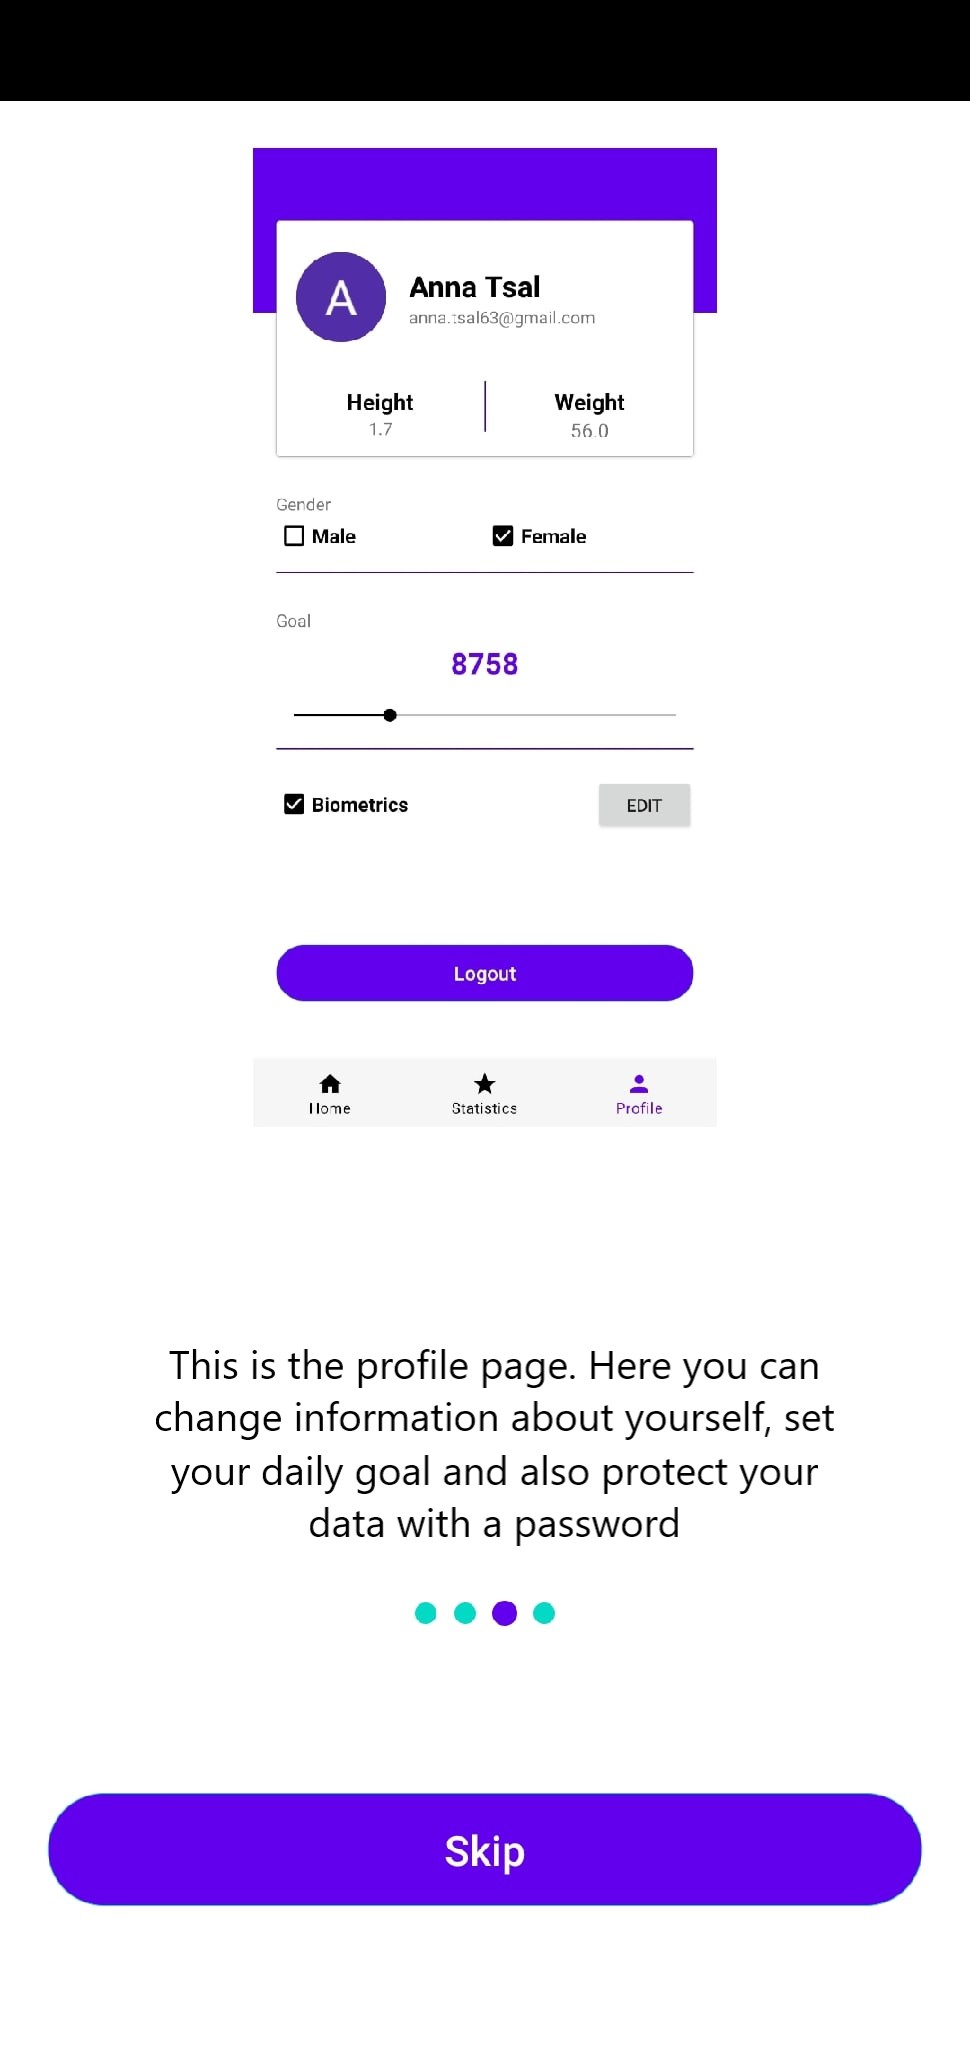 A
Anna Tsal
anna.tsal63@gmail.com
Height
Weight
1.7
56.0
Gender
Male
Female
Goal
8758
Biometrics
EDIT
Logout
Home
Statistics
Profile
This is the profile page. Here you can
change information about yourself, set
your daily goal and also protect your
data with a password
Skip